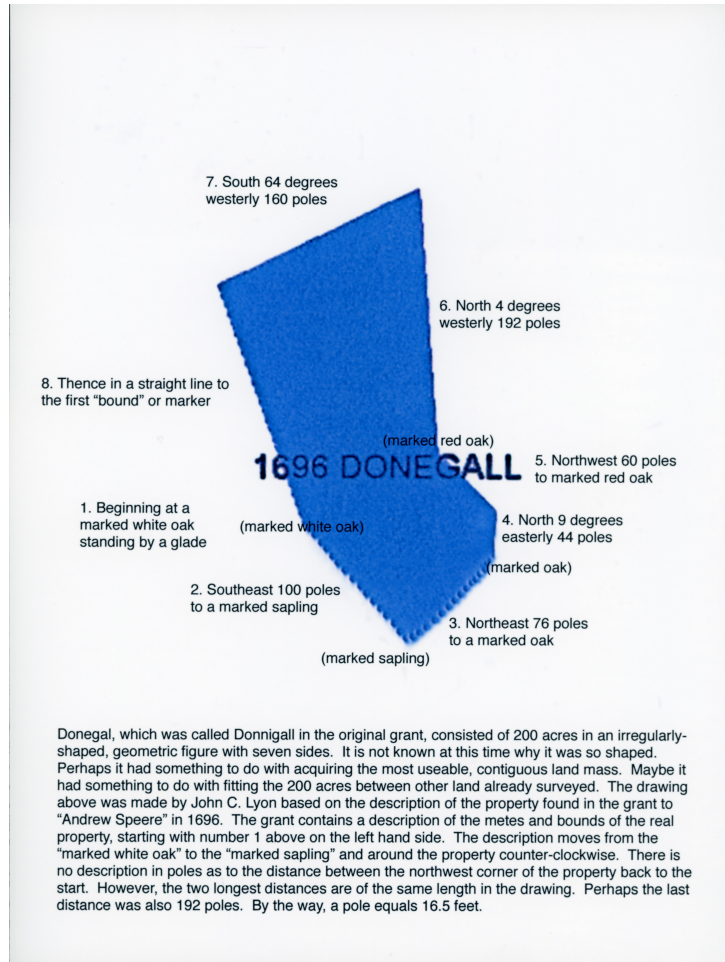 7. South 64 degrees
westerly 160 poles
6. North 4 degrees
westerly 192 poles
8. Thence in a straight line to
the first “bound” or marker
(marked red oak)
1696 DONEGALL
5. Northwest 60 poles
to marked red oak
1. Beginning at a
marked white oak
standing by a glade
(marked white oak)
4. North 9 degrees
easterly 44 poles
(marked oak)
2. Southeast 100 poles
to a marked sapling
3. Northeast 76 poles
to a marked oak
(marked sapling)
Donegal, which was called Donnigall in the original grant, consisted of 200 acres in an irregularly-
shaped, geometric figure with seven sides. It is not known at this time why it was so shaped.
Perhaps it had something to do with acquiring the most useable, contiguous land mass. Maybe it
had something to do with fitting the 200 acres between other land already surveyed. The drawing
above was made by John C. Lyon based on the description of the property found in the grant to
“Andrew Speere” in 1696. The grant contains a description of the metes and bounds of the real
property, starting with number 1 above on the left hand side. The description moves from the
“marked white oak” to the “marked sapling” and around the property counter-clockwise. There is
no description in poles as to the distance between the northwest corner of the property back to the
start. However, the two longest distances are of the same length in the drawing. Perhaps the last
distance was also 192 poles. By the way, a pole equals 16.5 feet.